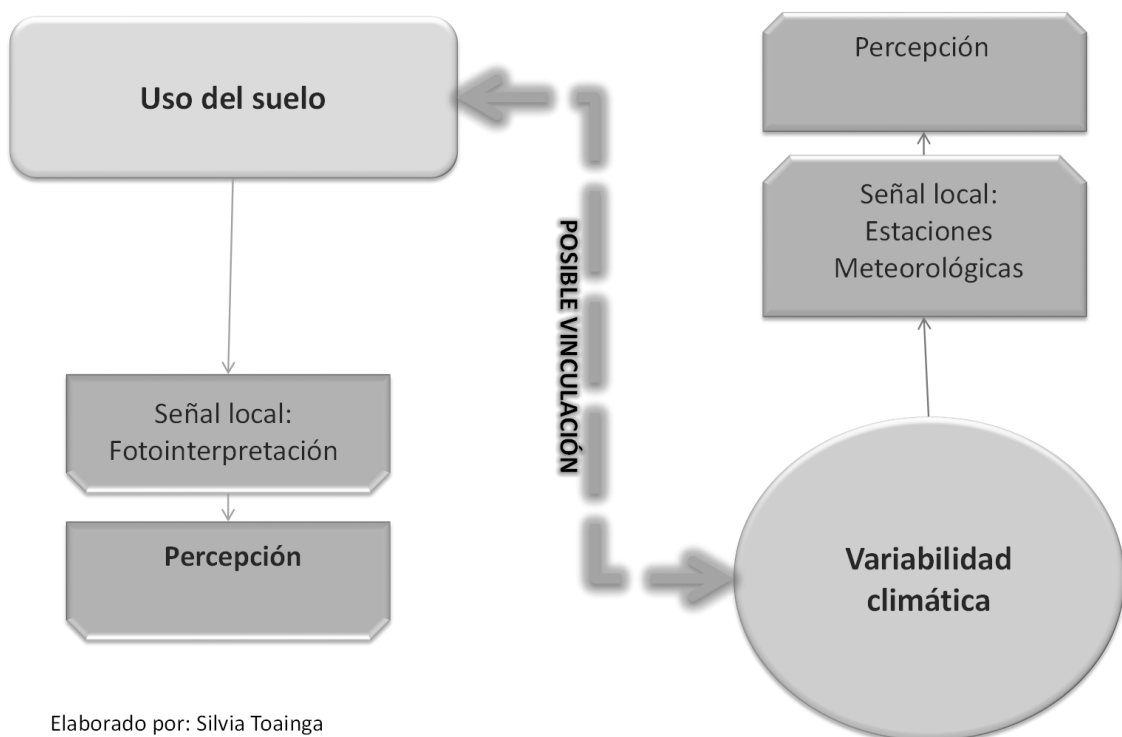 Uso del suelo
Señal local:
Fotointerpretación
Percepción
POSIBLE VINCULACIÓN
Percepción
Señal local:
Estaciones
Meteorológicas
Variabilidad
climática
Elaborado por: Silvia Toainga